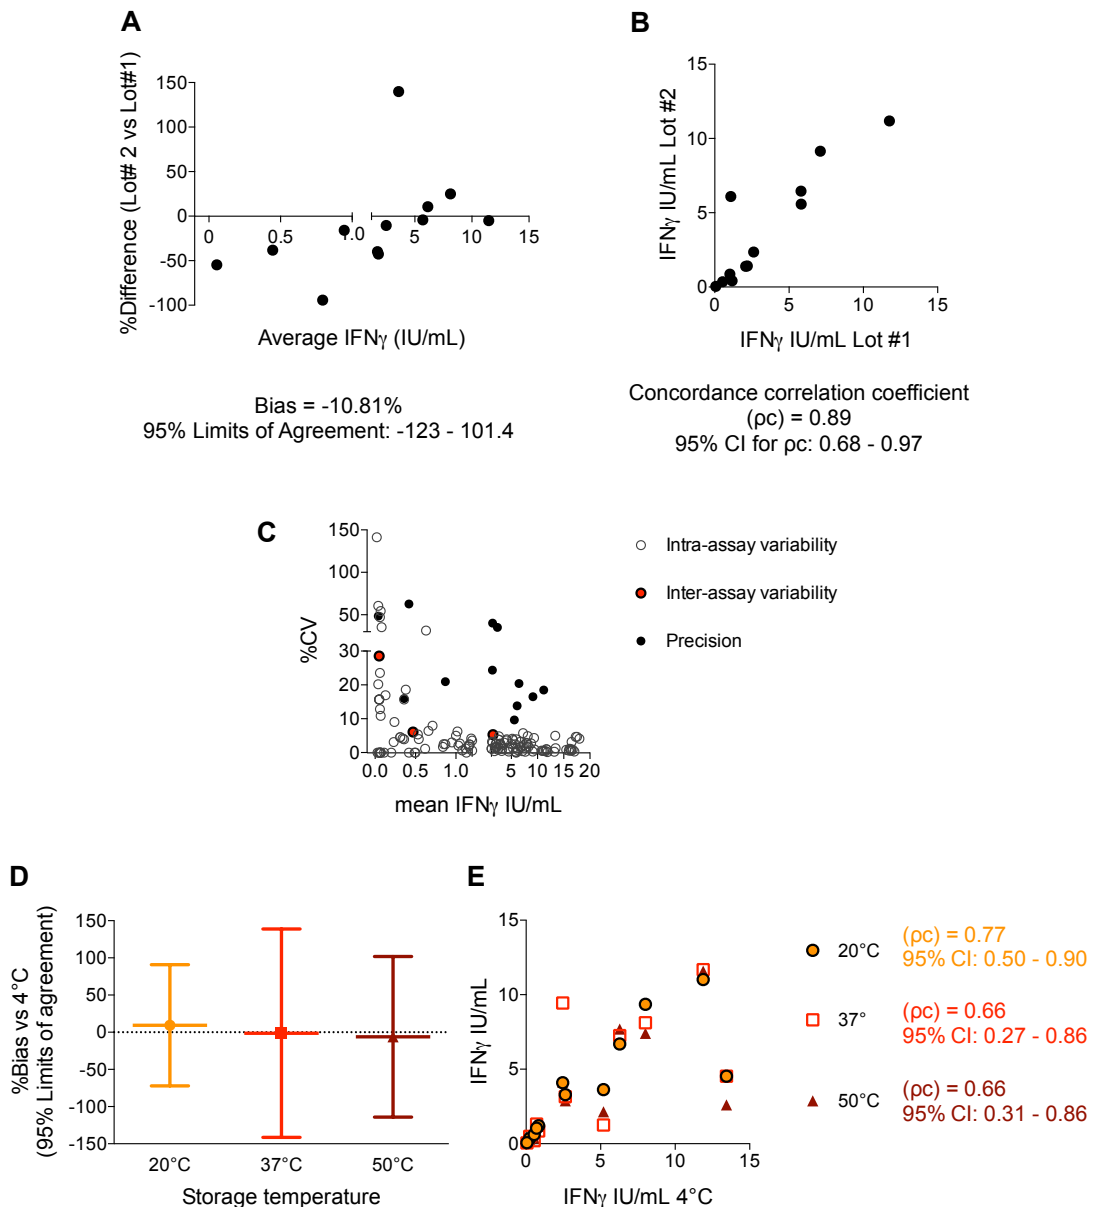 A
%Difference (Lot# 2 vs Lot#1)
150
100
50
0
-50
-100
0
0.5
1.0
5
10
15
Average IFNγ (IU/mL)
Bias = -10.81%
95% Limits of Agreement: -123 - 101.4
B
IFNγ IU/mL Lot #2
15
10
5
0
0
5
10
15
IFNγ IU/mL Lot #1
Concordance correlation coefficient
(ρc) = 0.89
95% CI for ρc: 0.68 - 0.97
C
%CV
150
100
50
30
20
10
0
0.0
0.5
1.0
5
10
15
20
mean IFNγ IU/mL
Intra-assay variability
Inter-assay variability
Precision
D
%Bias vs 4°C
(95% Limits of agreement)
150
100
50
0
-50
-100
-150
20°C
37°C
50°C
Storage temperature
E
IFNγ IU/mL
15
10
5
0
0
5
10
15
IFNγ IU/mL 4°C
20°C
(ρc) = 0.77
95% CI: 0.50 - 0.90
37°
(ρc) = 0.66
95% CI: 0.27 - 0.86
50°C
(ρc) = 0.66
95% CI: 0.31 - 0.86